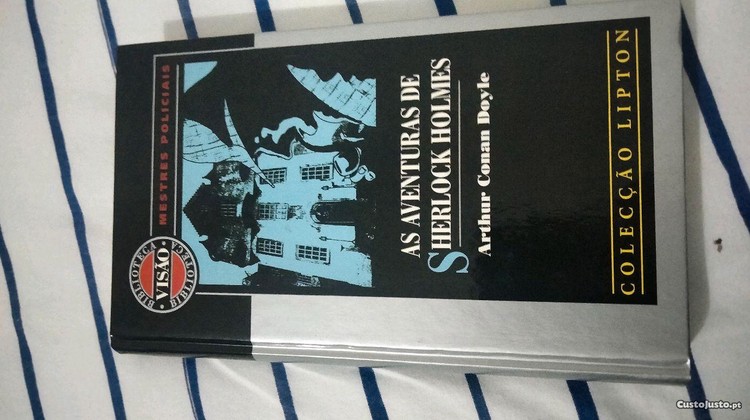 BIBLIOTECA
VISÃO
BIBLIOTECA
MESTRES POLICIAIS
AS AVENTURAS DE
SHERLOCK HOLMES
Arthur Conan Doyle
COLECÇÃO LIPTON
CustoJusto.pt